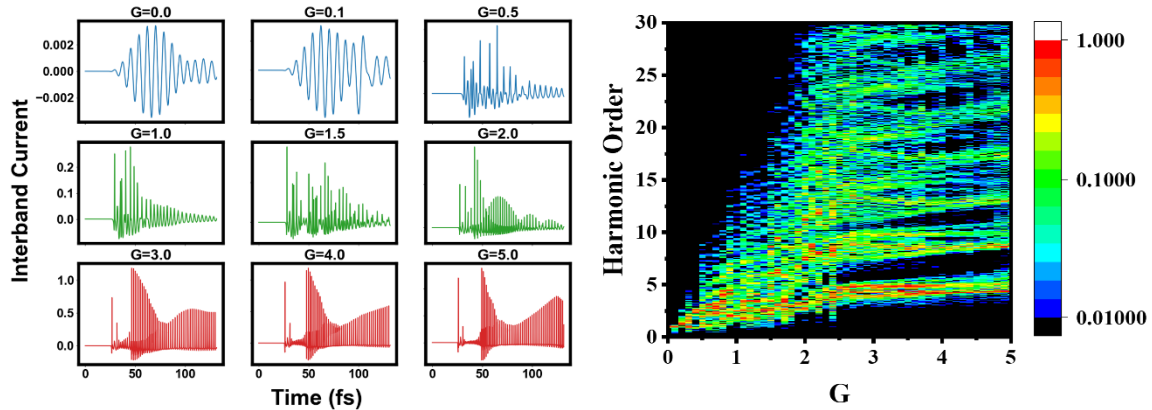 G=0.0 G=0.1 G=0.5
0.002
0.000
−0.002
G=1.0 G=1.5 G=2.0
0.2
0.1
0.0
G=3.0 G=4.0 G=5.0
1.0
0.5
0.0
0 50 100 0 50 100 0 50 100
Interband Current
Time (fs)
30
25
20
15
10
5
0
0 1 2 3 4 5
Harmonic Order
G
1.000
0.1000
0.01000